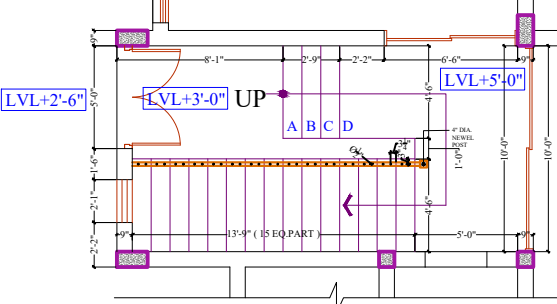 9"
8'-1"
2'-9"
2'-2"
6'-6"
9"
LVL+5'-0"
LVL+2'-6"
5'-0"
LVL+3'-0"
UP
4'-6"
A B C D
4" DIA.
NEWEL
POST
1'-0"
10'-0"
10'-0"
1'-6"
2'-1"
4'-6"
2'-2"
9"
13'-9" ( 15 EQ.PART )
5'-0"
9"